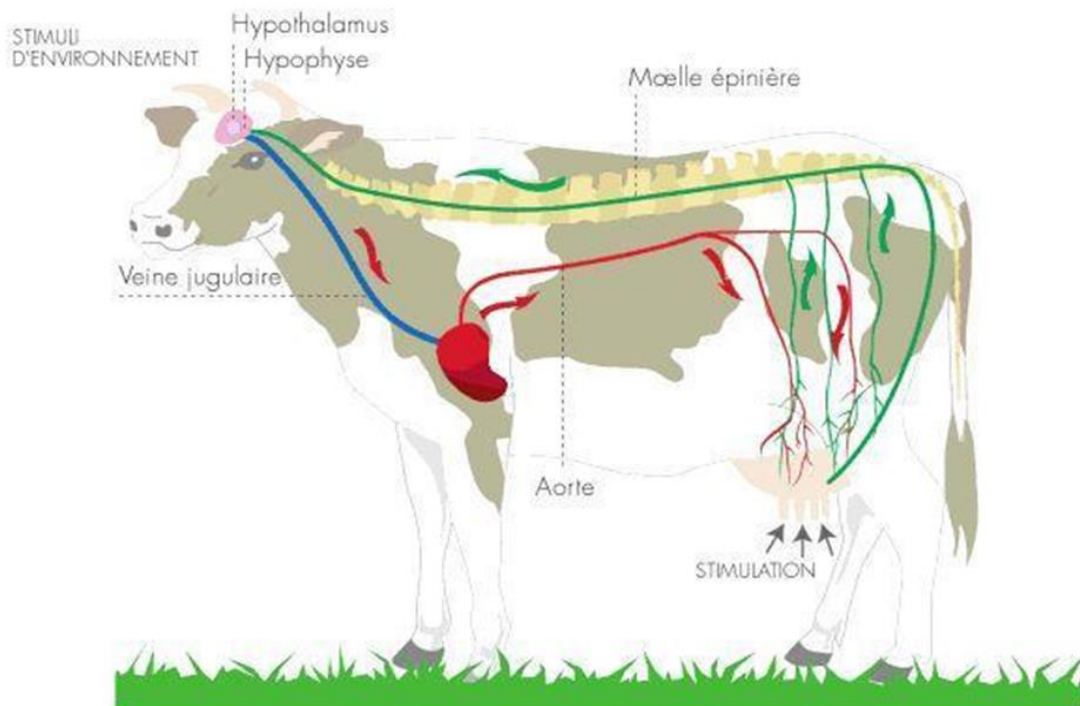 STIMULI
D'ENVIRONNEMENT
Hypothalamus
Hypophyse
Mœlle épinière
Veine jugulaire
Aorte
STIMULATION